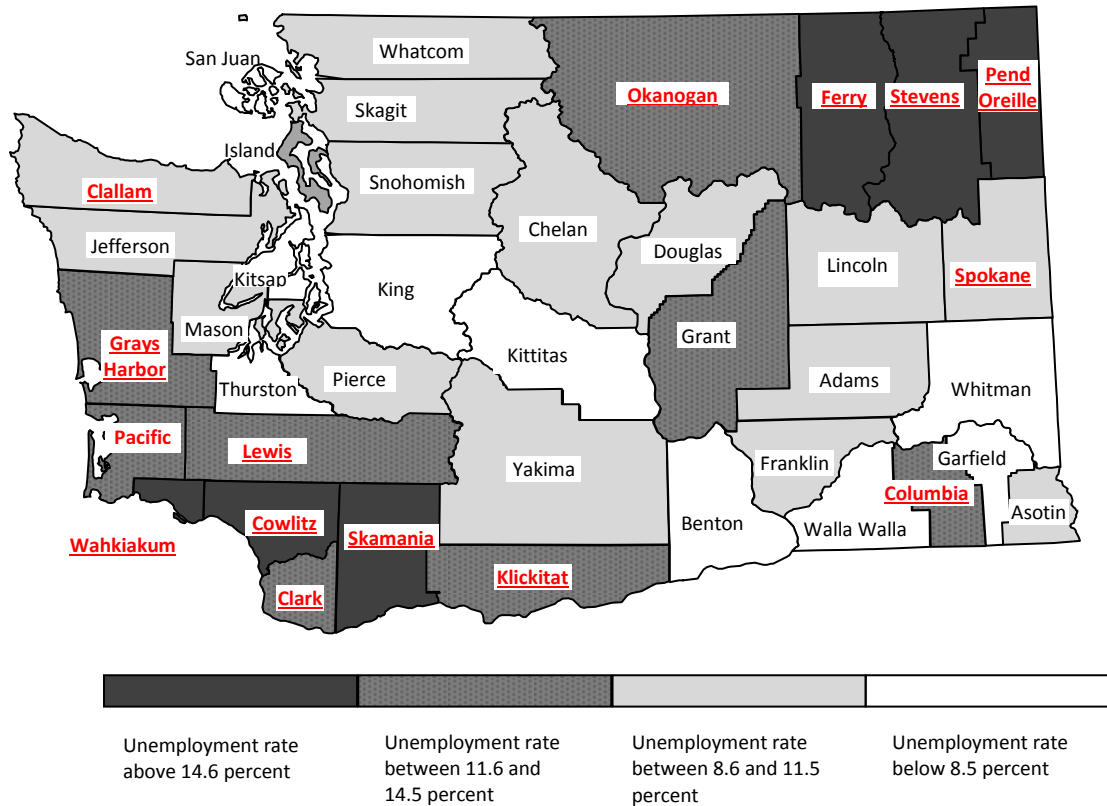 Whatcom
San Juan
Okanogan
Ferry
Stevens
Pend
Oreille
Skagit
Island
Snohomish
Clallam
Chelan
Jefferson
Douglas
Lincoln
Spokane
Kitsap
King
Mason
Grays
Harbor
Grant
Kittitas
Thurston
Pierce
Adams
Whitman
Pacific
Lewis
Yakima
Franklin
Garfield
Columbia
Asotin
Cowlitz
Benton
Walla Walla
Wahkiakum
Skamania
Klickitat
Clark
Unemployment rate
above 14.6 percent
Unemployment rate
between 11.6 and
14.5 percent
Unemployment rate
between 8.6 and 11.5
percent
Unemployment rate
below 8.5 percent